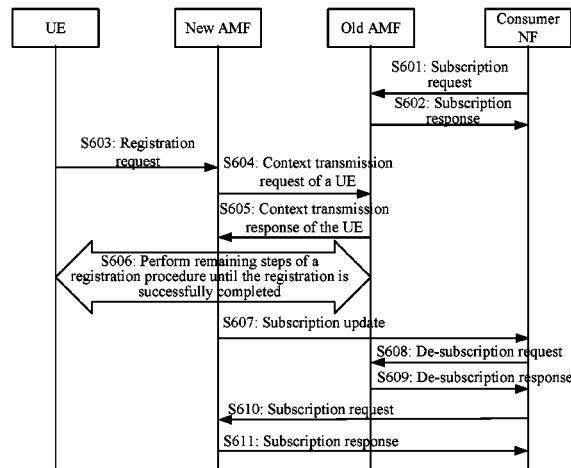 UE
New AMF
Old AMF
Consumer
NF
S601: Subscription
request
S602: Subscription
response
S603: Registration
request
S604: Context transmission
request of a UE
S605: Context transmission
response of the UE
S606: Perform remaining steps of a
registration procedure until the registration is
successfully completed
S607: Subscription update
S608: De-subscription request
S609: De-subscription response
S610: Subscription request
S611: Subscription response